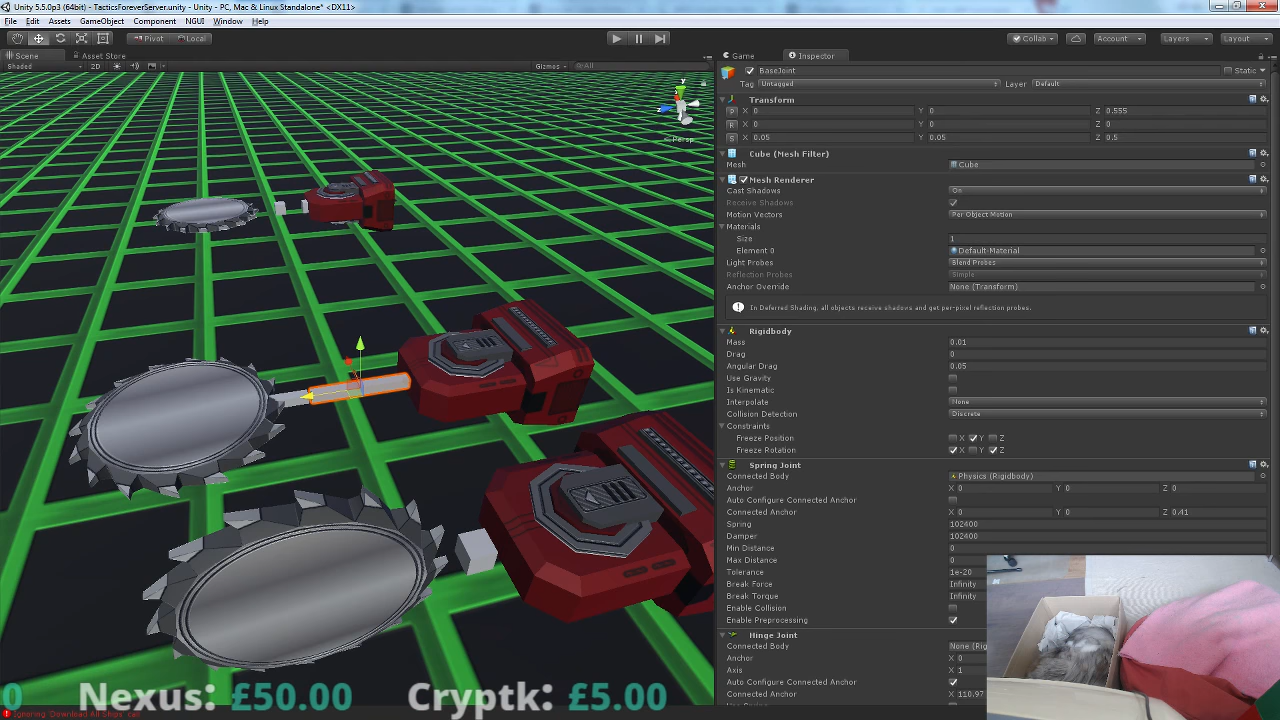 Unity 5.5.0p3 (64bit) - TacticsForeverServer.unity - Unity - PC, Mac & Linux Standalone* <DX11>
File Edit Assets GameObject Component NGUI Window Help
Pivot Local Collab Account Layers Layout
Scene Asset Store Game Inspector
Shaded 2D Gizmos All
BaseJoint Static
Tag Untagged Layer Default
Transform
P X 0 Y 0 Z 0.555
R X 0 Y 0 Z 0
S X 0.05 Y 0.05 Z 0.5
Cube (Mesh Filter)
Mesh Cube
Mesh Renderer
Cast Shadows On
Receive Shadows
Motion Vectors Per Object Motion
Materials
Size 1
Element 0 Default-Material
Light Probes Blend Probes
Reflection Probes Simple
Anchor Override None (Transform)
In Deferred Shading, all objects receive shadows and get per-pixel reflection probes.
Rigidbody
Mass 0.01
Drag 0
Angular Drag 0.05
Use Gravity
Is Kinematic
Interpolate None
Collision Detection Discrete
Constraints
Freeze Position X Y Z
Freeze Rotation X Y Z
Spring Joint
Connected Body Physics (Rigidbody)
Anchor X 0 Y 0 Z 0
Auto Configure Connected Anchor
Connected Anchor X 0 Y 0 Z 0.41
Spring 102400
Damper 102400
Min Distance 0
Max Distance 0
Tolerance 1e-20
Break Force Infinity
Break Torque Infinity
Enable Collision
Enable Preprocessing
Hinge Joint
Connected Body None (Rig
Anchor X 0
Axis X 1
Auto Configure Connected Anchor
Connected Anchor X 110.97
y
z
Persp
0 Nexus: £50.00 Cryptk: £5.00